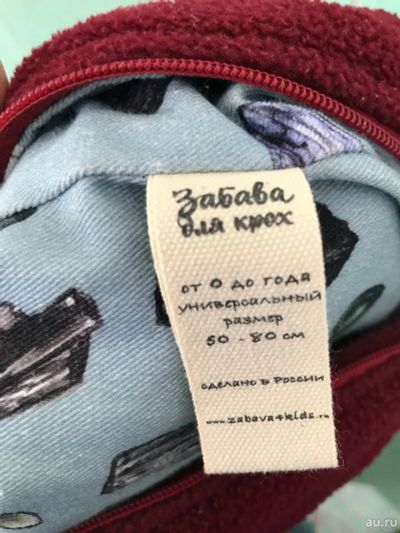 Забава
для крох
от 0 до года
универсальный
размер
50 - 80 см
сделано в России
www.zabava4kids.ru
au.ru